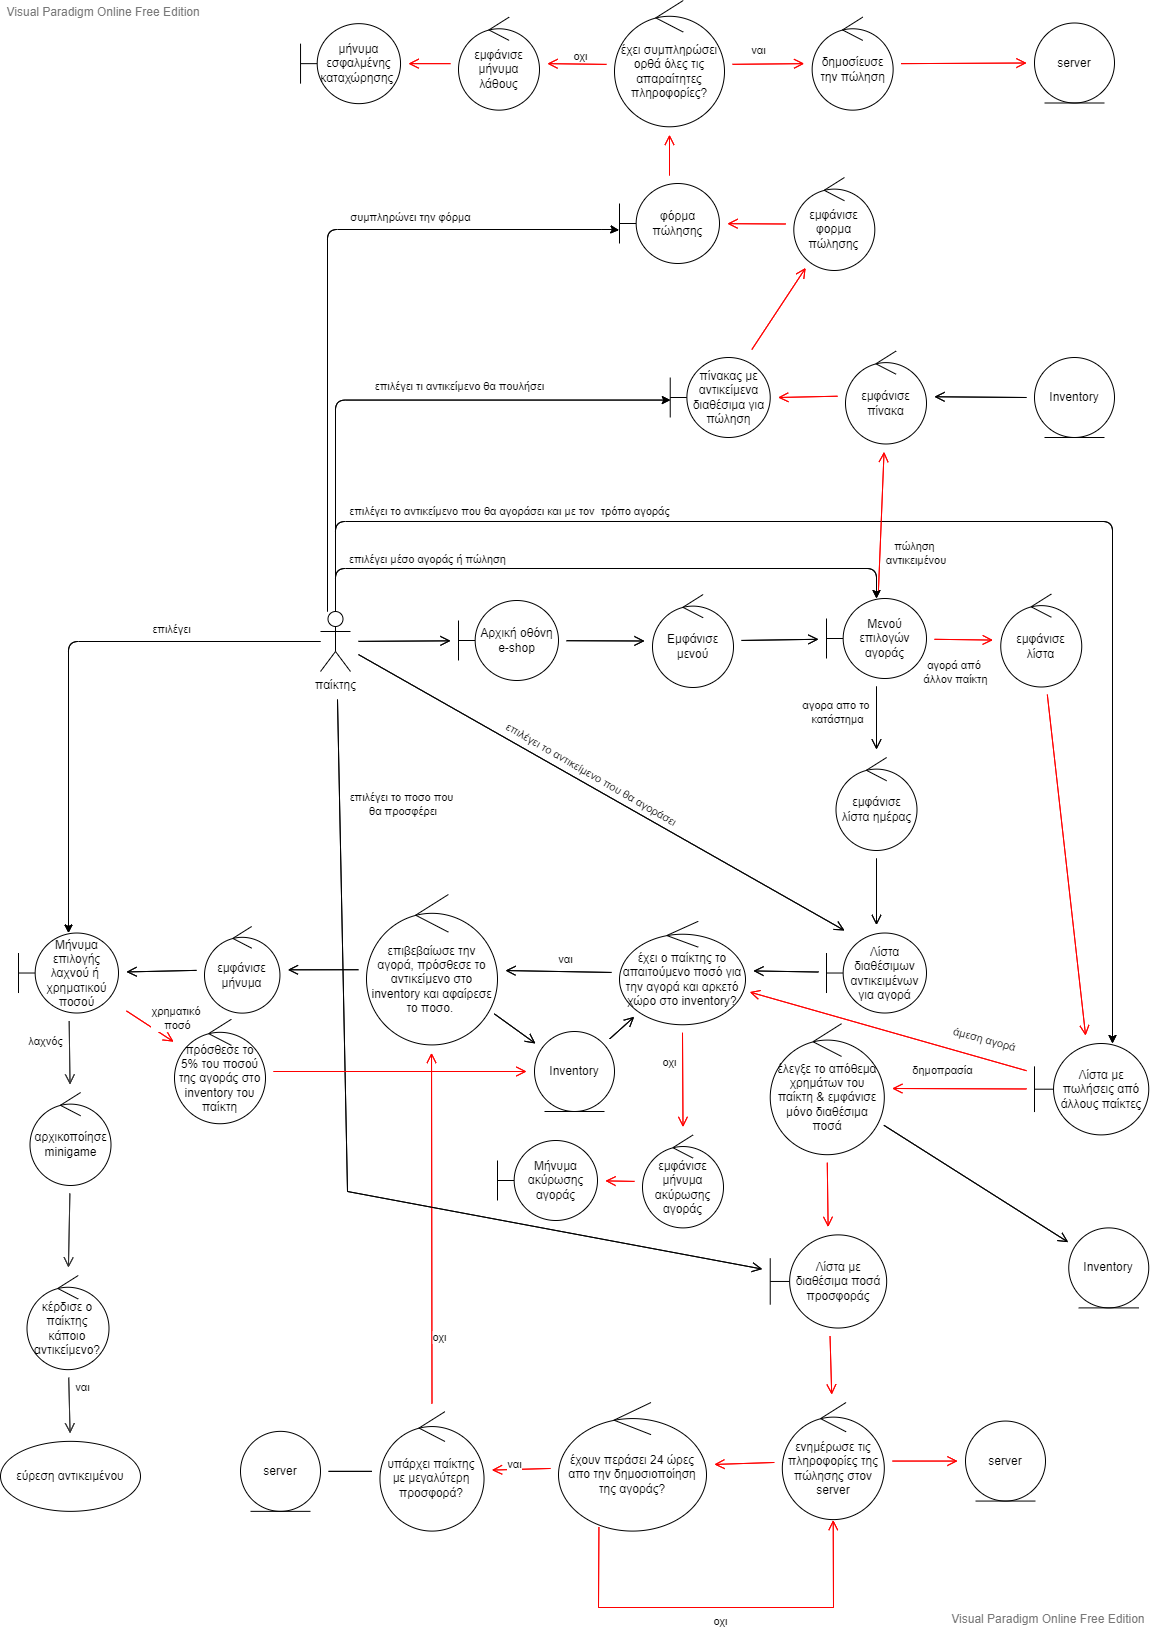 Visual Paradigm Online Free Edition
μήνυμα
εσφαλμένης
καταχώρησης
εμφάνισε
μήνυμα
λάθους
οχι
έχει συμπληρώσει
ορθά όλες τις
απαραίτητες
πληροφορίες?
ναι
δημοσίευσε
την πώληση
server
συμπληρώνει την φόρμα
φόρμα
πώλησης
εμφάνισε
φορμα
πώλησης
επιλέγει τι αντικείμενο θα πουλήσει
πίνακας με
αντικείμενα
διαθέσιμα για
πώληση
εμφάνισε
πίνακα
Inventory
επιλέγει το αντικείμενο που θα αγοράσει και με τον τρόπο αγοράς
επιλέγει μέσο αγοράς ή πώληση
πώληση
αντικειμένου
επιλέγει
παίκτης
Αρχική οθόνη
e-shop
Εμφάνισε
μενού
Μενού
επιλογών
αγοράς
αγορά από
άλλον παίκτη
εμφάνισε
λίστα
αγορα απο το
κατάστημα
επιλέγει το αντικείμενο που θα αγοράσει
επιλέγει το ποσο που
θα προσφέρει
εμφάνισε
λίστα ημέρας
Μήνυμα
επιλογής
λαχνού ή
χρηματικού
ποσού
εμφάνισε
μήνυμα
επιβεβαίωσε την
αγορά, πρόσθεσε το
αντικείμενο στο
inventory και αφαίρεσε
το ποσο.
ναι
έχει ο παίκτης το
απαιτούμενο ποσό για
την αγορά και αρκετό
χώρο στο inventory?
Λίστα
διαθέσιμων
αντικειμένων
για αγορά
λαχνός
χρηματικό
ποσό
πρόσθεσε το
5% του ποσού
της αγοράς στο
inventory του
παίκτη
Inventory
οχι
άμεση αγορά
δημοπρασία
έλεγξε το απόθεμα
χρημάτων του
παίκτη & εμφάνισε
μόνο διαθέσιμα
ποσά
Λίστα με
πωλήσεις από
άλλους παίκτες
αρχικοποίησε
minigame
Μήνυμα
ακύρωσης
αγοράς
εμφάνισε
μήνυμα
ακύρωσης
αγοράς
Λίστα με
διαθέσιμα ποσά
προσφοράς
Inventory
κέρδισε ο
παίκτης
κάποιο
αντικείμενο?
οχι
ναι
εύρεση αντικειμένου
server
υπάρχει παίκτης
με μεγαλύτερη
προσφορά?
ναι
έχουν περάσει 24 ώρες
απο την δημοσιοποίηση
της αγοράς?
ενημέρωσε τις
πληροφορίες της
πώλησης στον
server
server
οχι
Visual Paradigm Online Free Edition